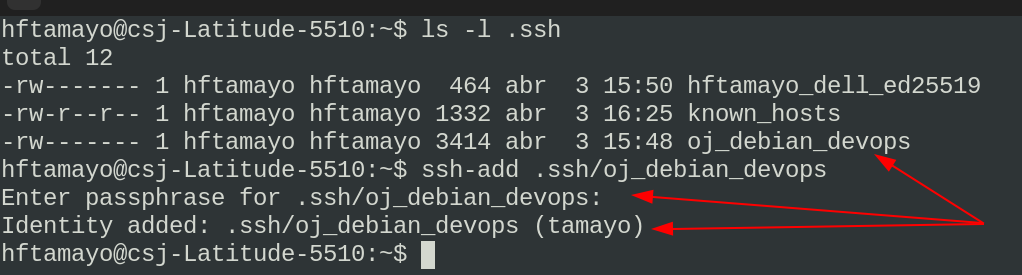 hftamayo@csj-Latitude-5510:~$ ls -l .ssh
total 12
-rw------- 1 hftamayo hftamayo  464 abr  3 15:50 hftamayo_dell_ed25519
-rw-r--r-- 1 hftamayo hftamayo 1332 abr  3 16:25 known_hosts
-rw------- 1 hftamayo hftamayo 3414 abr  3 15:48 oj_debian_devops
hftamayo@csj-Latitude-5510:~$ ssh-add .ssh/oj_debian_devops
Enter passphrase for .ssh/oj_debian_devops:
Identity added: .ssh/oj_debian_devops (tamayo)
hftamayo@csj-Latitude-5510:~$